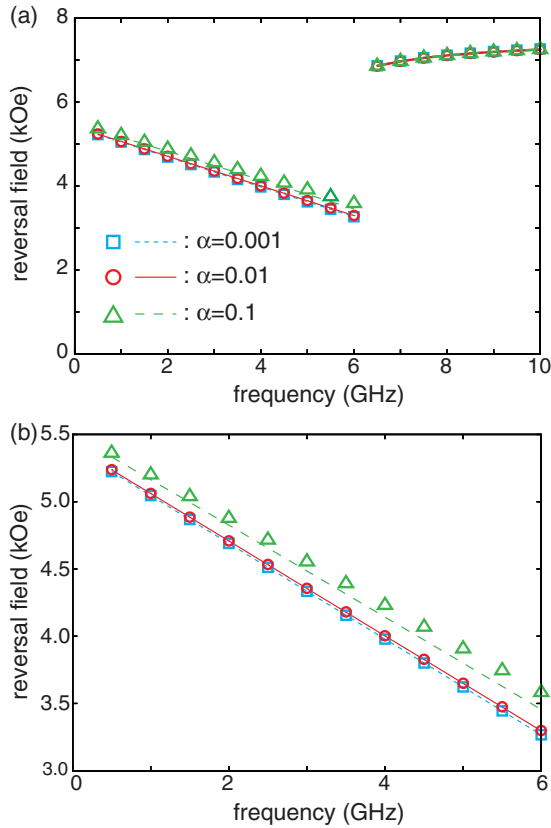 (a)
8
6
4
2
0
reversal field (kOe)
: α=0.001
: α=0.01
: α=0.1
0 2 4 6 8 10
frequency (GHz)
(b)
5.5
5.0
4.5
4.0
3.5
3.0
reversal field (kOe)
0 2 4 6
frequency (GHz)